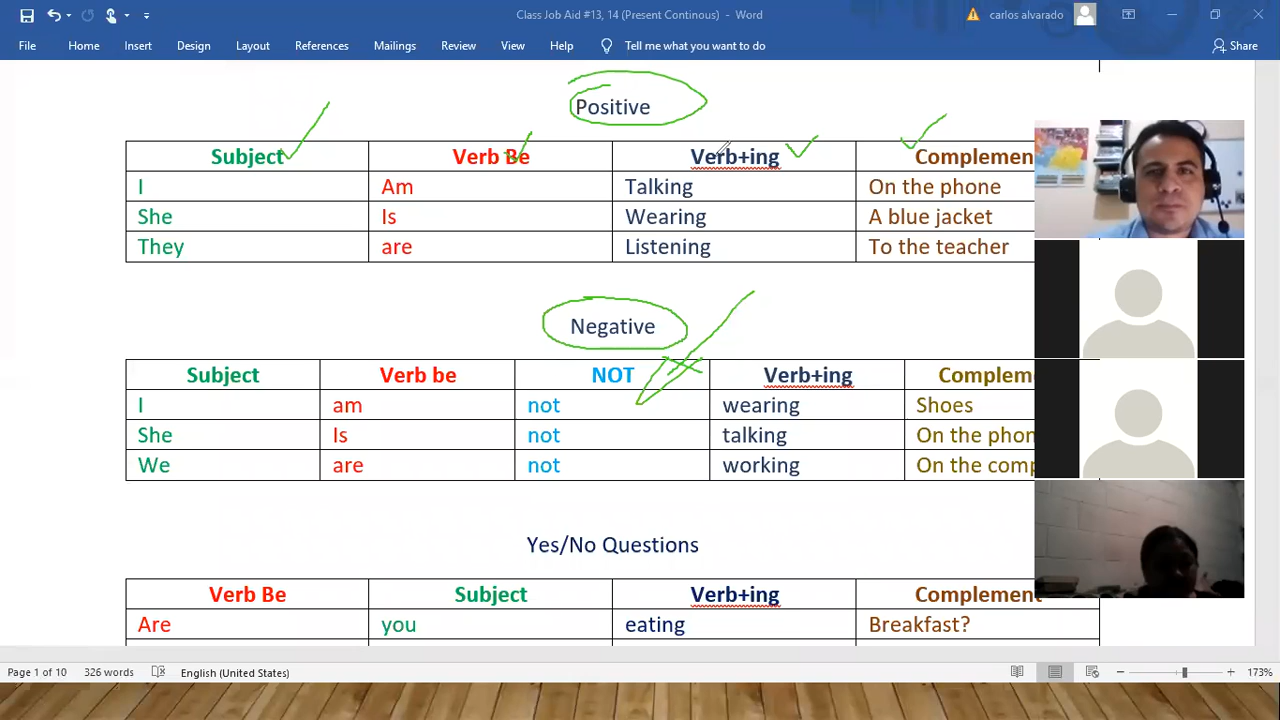 Class Job Aid #13, 14 (Present Continous) - Word
carlos alvarado
File Home Insert Design Layout References Mailings Review View Help Tell me what you want to do Share
Positive
Subject Verb Be Verb+ing Complemen
I Am Talking On the phone
She Is Wearing A blue jacket
They are Listening To the teacher
Negative
Subject Verb be NOT Verb+ing Complem
I am not wearing Shoes
She Is not talking On the phon
We are not working On the comp
Yes/No Questions
Verb Be Subject Verb+ing Complement
Are you eating Breakfast?
Page 1 of 10 326 words English (United States) 173%